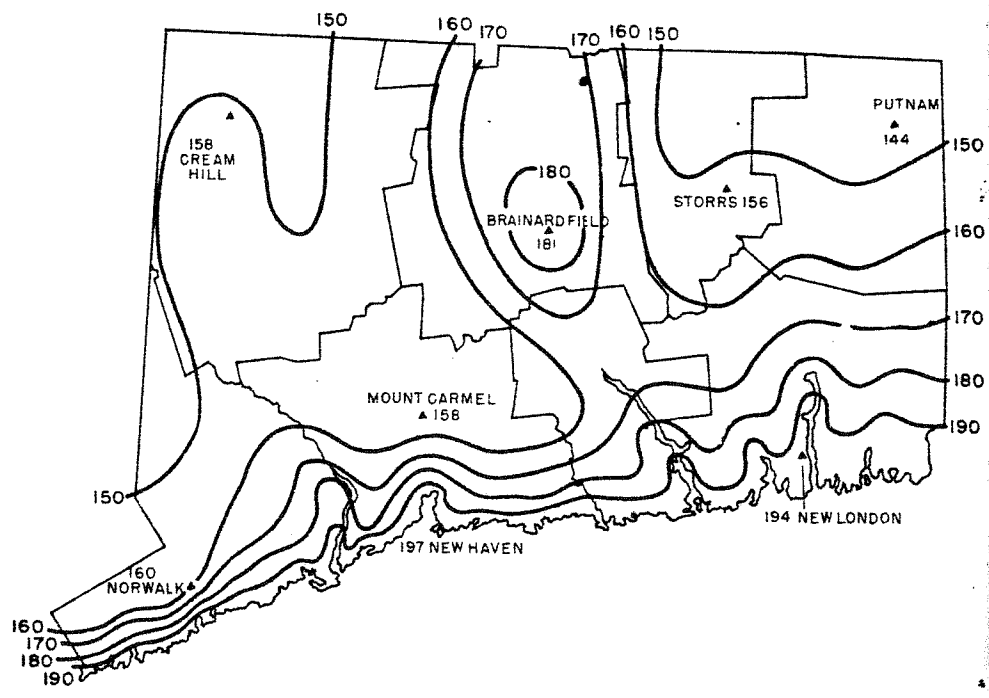 150
160
170
170
160
150
PUTNAM
144
158
CREAM
HILL
150
180
STORRS 156
BRAINARD FIELD
181
160
170
MOUNT CARMEL
158
180
190
150
194 NEW LONDON
197 NEW HAVEN
160
NORWALK
160
170
180
190